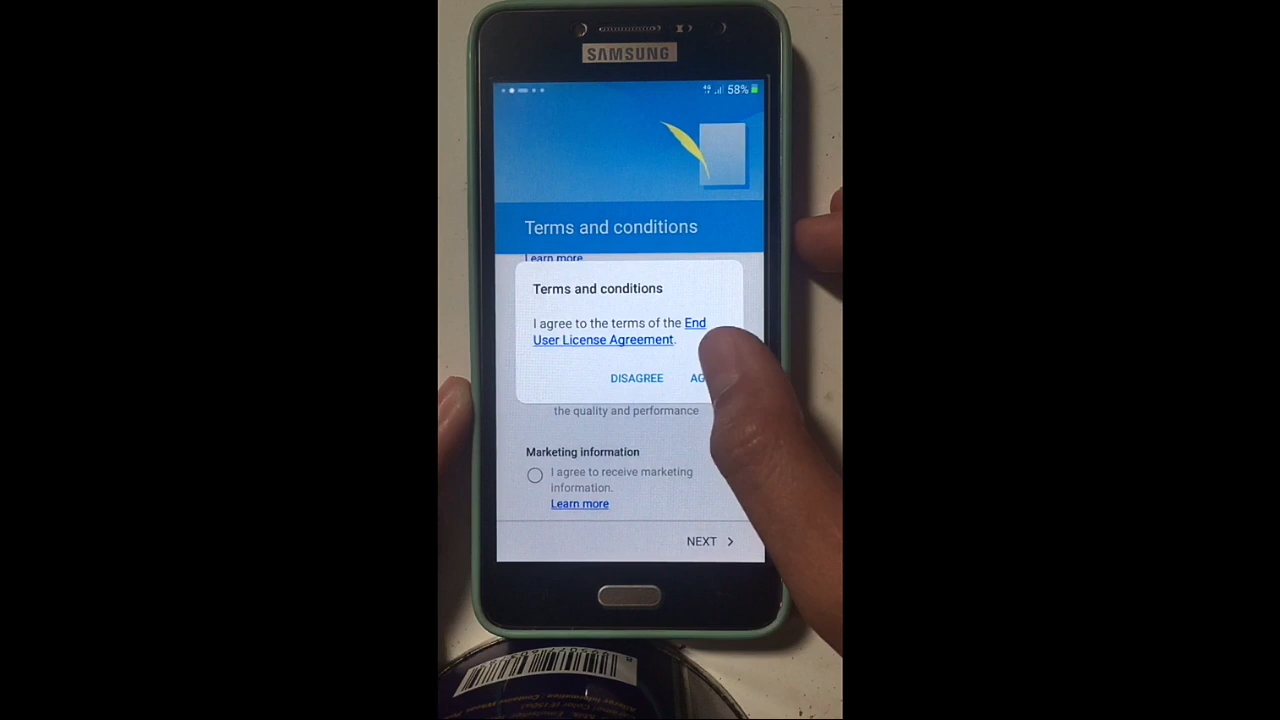 SAMSUNG
58%
Terms and conditions
Learn more
Terms and conditions
I agree to the terms of the End
User License Agreement.
DISAGREE AG
the quality and performance
Marketing information
I agree to receive marketing
information.
Learn more
NEXT